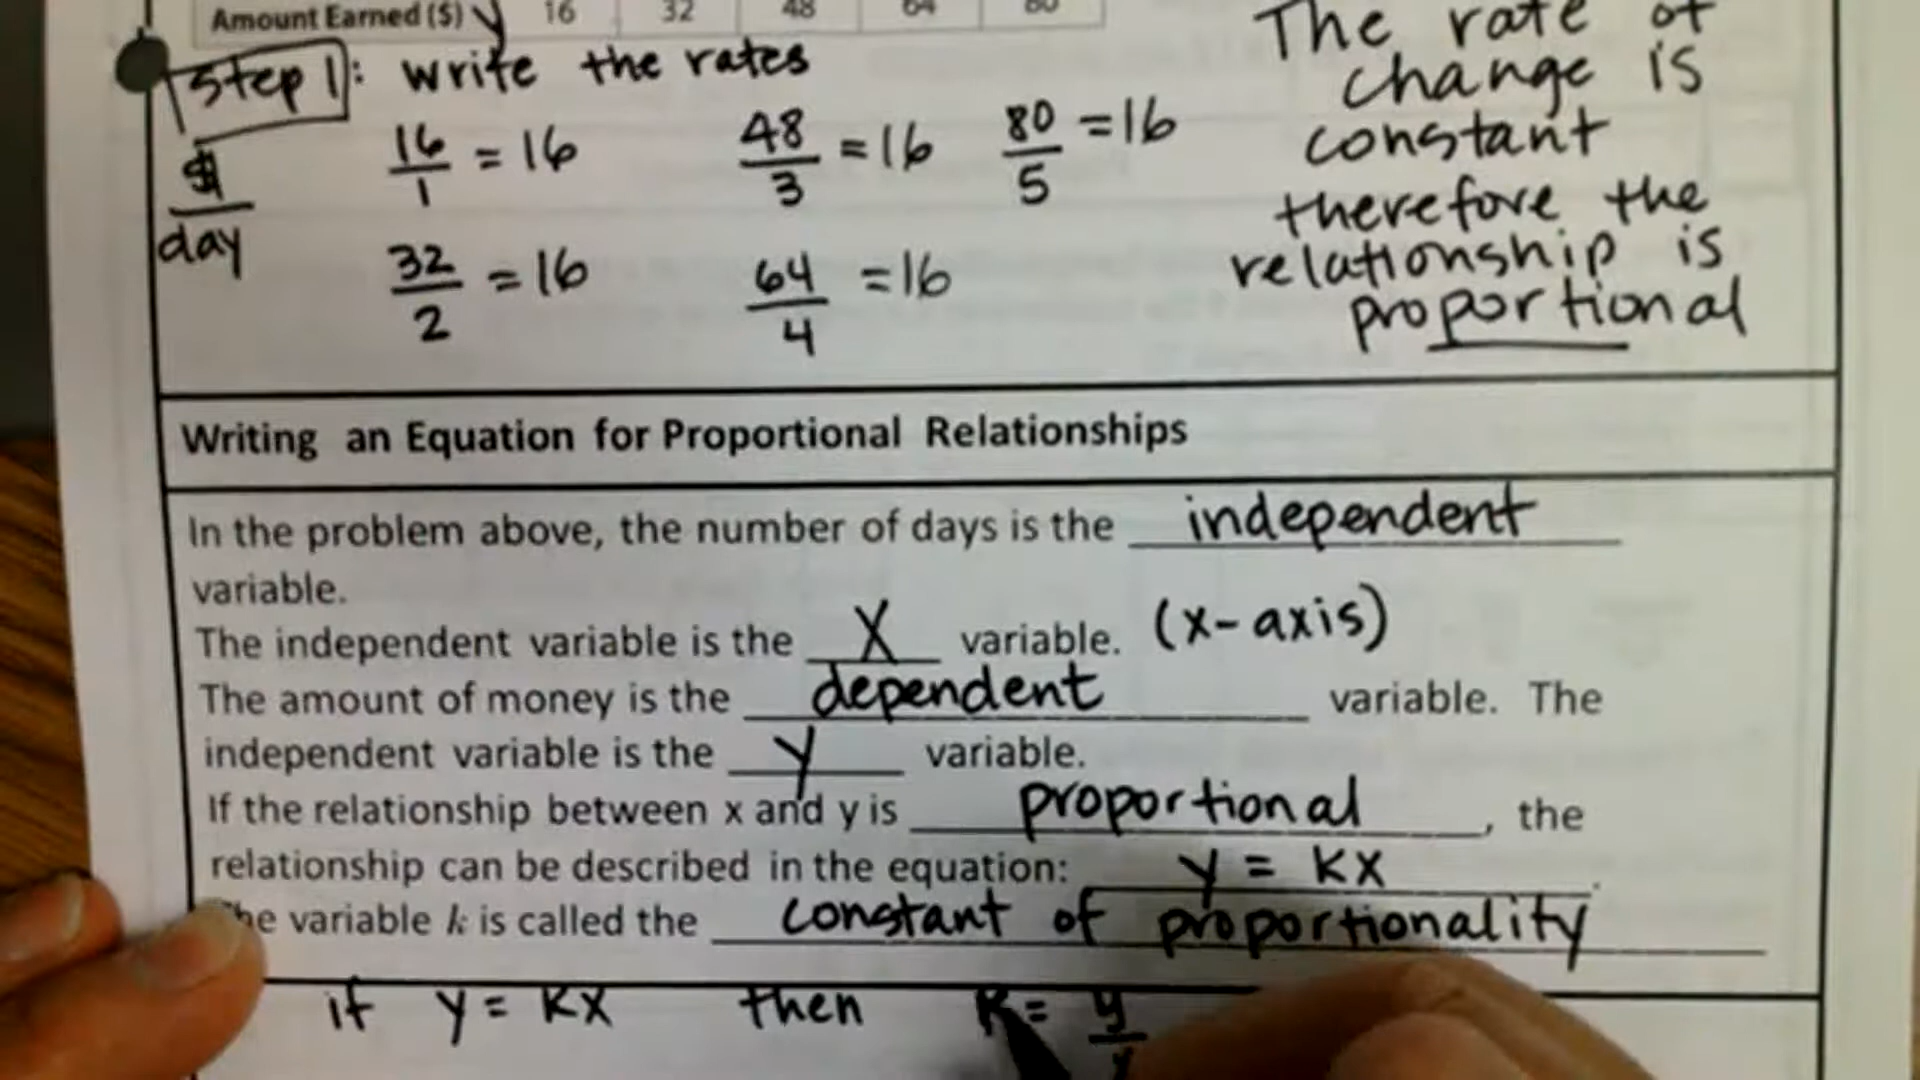 Amount Earned ($) y 16 32 48 64 80
Step 1: write the rates
$/day 16/1 = 16 48/3 = 16 80/5 = 16
32/2 = 16 64/4 = 16
The rate of
change is
constant
therefore the
relationship is
proportional
Writing an Equation for Proportional Relationships
In the problem above, the number of days is the independent
variable.
The independent variable is the X variable. (x-axis)
The amount of money is the dependent variable. The
independent variable is the y variable.
If the relationship between x and y is proportional, the
relationship can be described in the equation: y = kx.
The variable k is called the constant of proportionality
if y = kx then k = y/x